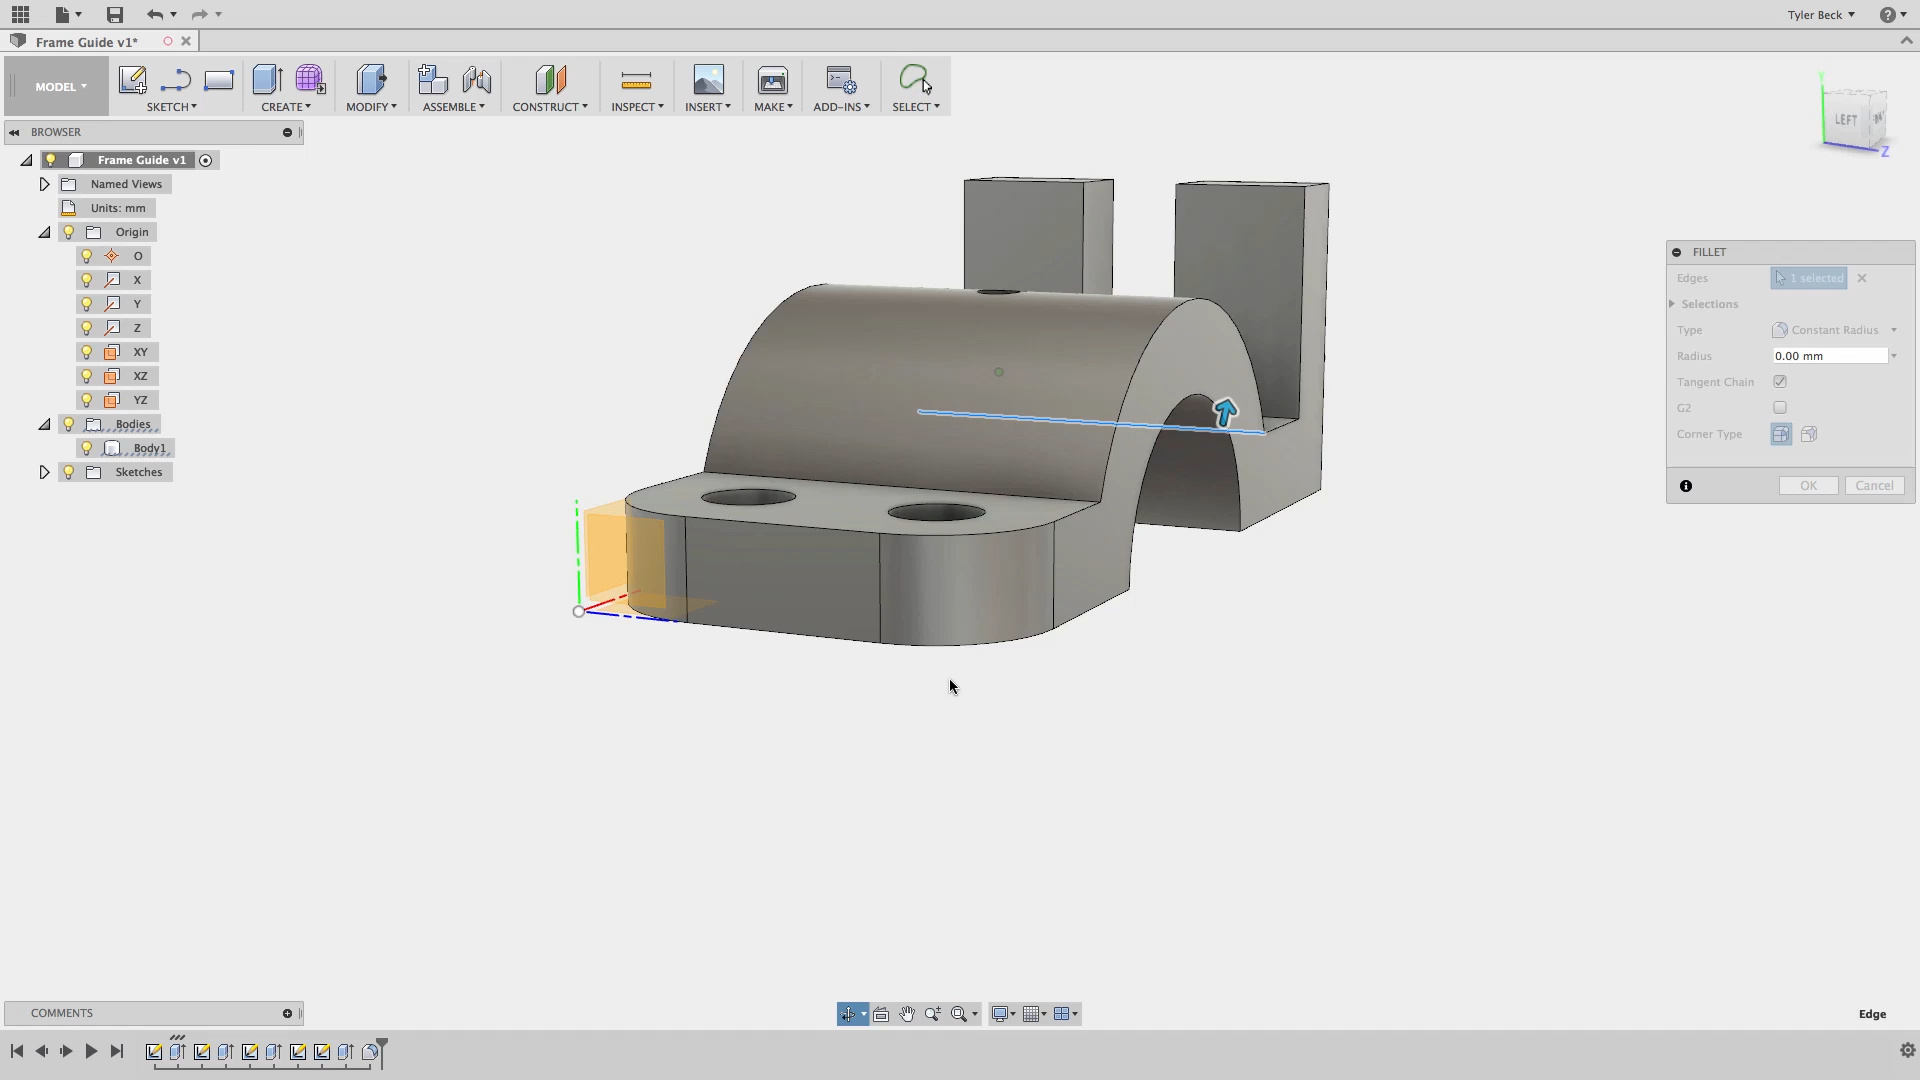 Tyler Beck
Frame Guide v1*
MODEL
SKETCH
CREATE
MODIFY
ASSEMBLE
CONSTRUCT
INSPECT
INSERT
MAKE
ADD-INS
SELECT
LEFT
Z
BROWSER
Frame Guide v1
Named Views
Units: mm
Origin
O
X
Y
Z
XY
XZ
YZ
Bodies
Body1
Sketches
FILLET
Edges 1 selected
Selections
Type Constant Radius
Radius 0.00 mm
Tangent Chain
G2
Corner Type
OK Cancel
COMMENTS
Edge